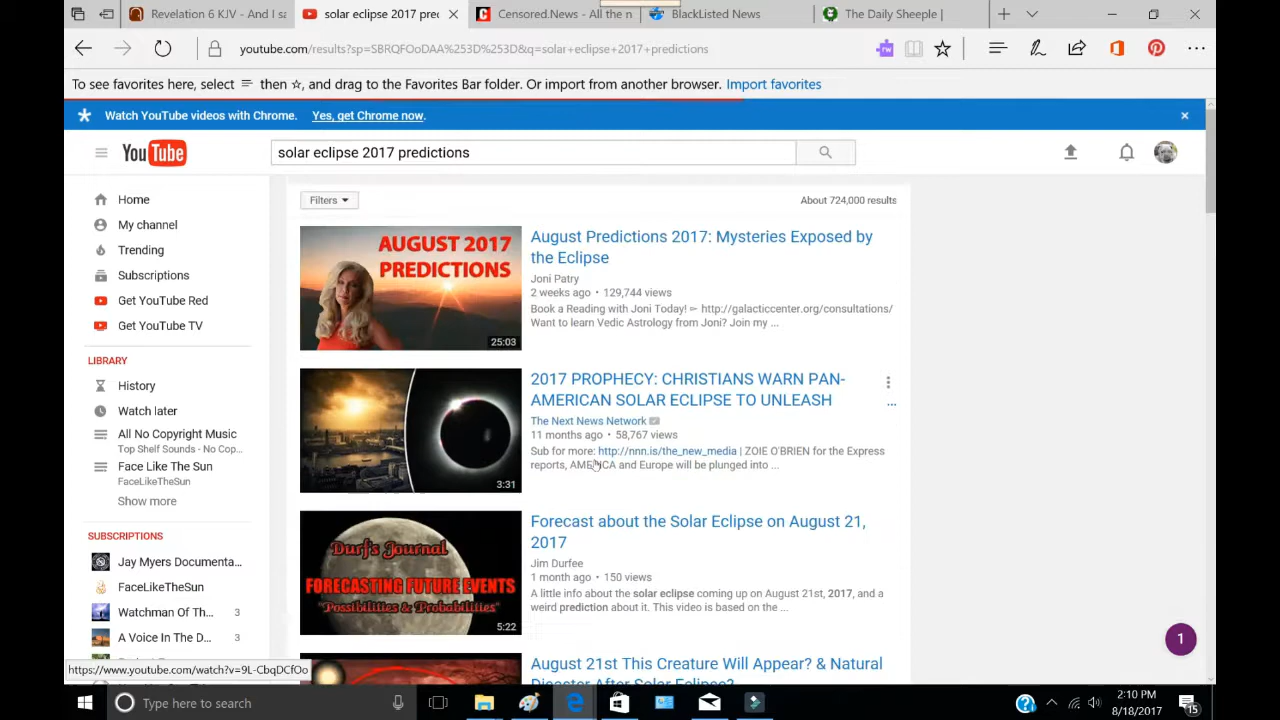 Revelation 6 KJV - And I sa
solar eclipse 2017 prec
Censored.News - All the n
BlackListed News
The Daily Sheeple |
youtube.com/results?sp=SBRQFOoDAA%253D%253D&q=solar+eclipse+2017+predictions
To see favorites here, select then ☆, and drag to the Favorites Bar folder. Or import from another browser. Import favorites
Watch YouTube videos with Chrome. Yes, get Chrome now.
YouTube
solar eclipse 2017 predictions
Home
My channel
Trending
Subscriptions
Get YouTube Red
Get YouTube TV
LIBRARY
History
Watch later
All No Copyright Music
Top Shelf Sounds - No Cop...
Face Like The Sun
FaceLikeTheSun
Show more
SUBSCRIPTIONS
Jay Myers Documenta...
FaceLikeTheSun
Watchman Of Th... 3
A Voice In The D... 3
Filters
About 724,000 results
AUGUST 2017
PREDICTIONS
25:03
August Predictions 2017: Mysteries Exposed by
the Eclipse
Joni Patry
2 weeks ago • 129,744 views
Book a Reading with Joni Today! ➳ http://galacticcenter.org/consultations/
Want to learn Vedic Astrology from Joni? Join my ...
3:31
2017 PROPHECY: CHRISTIANS WARN PAN-
AMERICAN SOLAR ECLIPSE TO UNLEASH
...
The Next News Network
11 months ago • 58,767 views
Sub for more: http://nnn.is/the_new_media | ZOIE O'BRIEN for the Express
reports, AMERICA and Europe will be plunged into ...
Durf's Journal
FORECASTING FUTURE EVENTS
"Possibilities & Probabilities"
5:22
Forecast about the Solar Eclipse on August 21,
2017
Jim Durfee
1 month ago • 150 views
A little info about the solar eclipse coming up on August 21st, 2017, and a
weird prediction about it. This video is based on the ...
August 21st This Creature Will Appear? & Natural
Disaster After Solar Eclipse?
1
https://www.youtube.com/watch?v=9L-CbqDCfOo
Type here to search
2:10 PM
8/18/2017
15